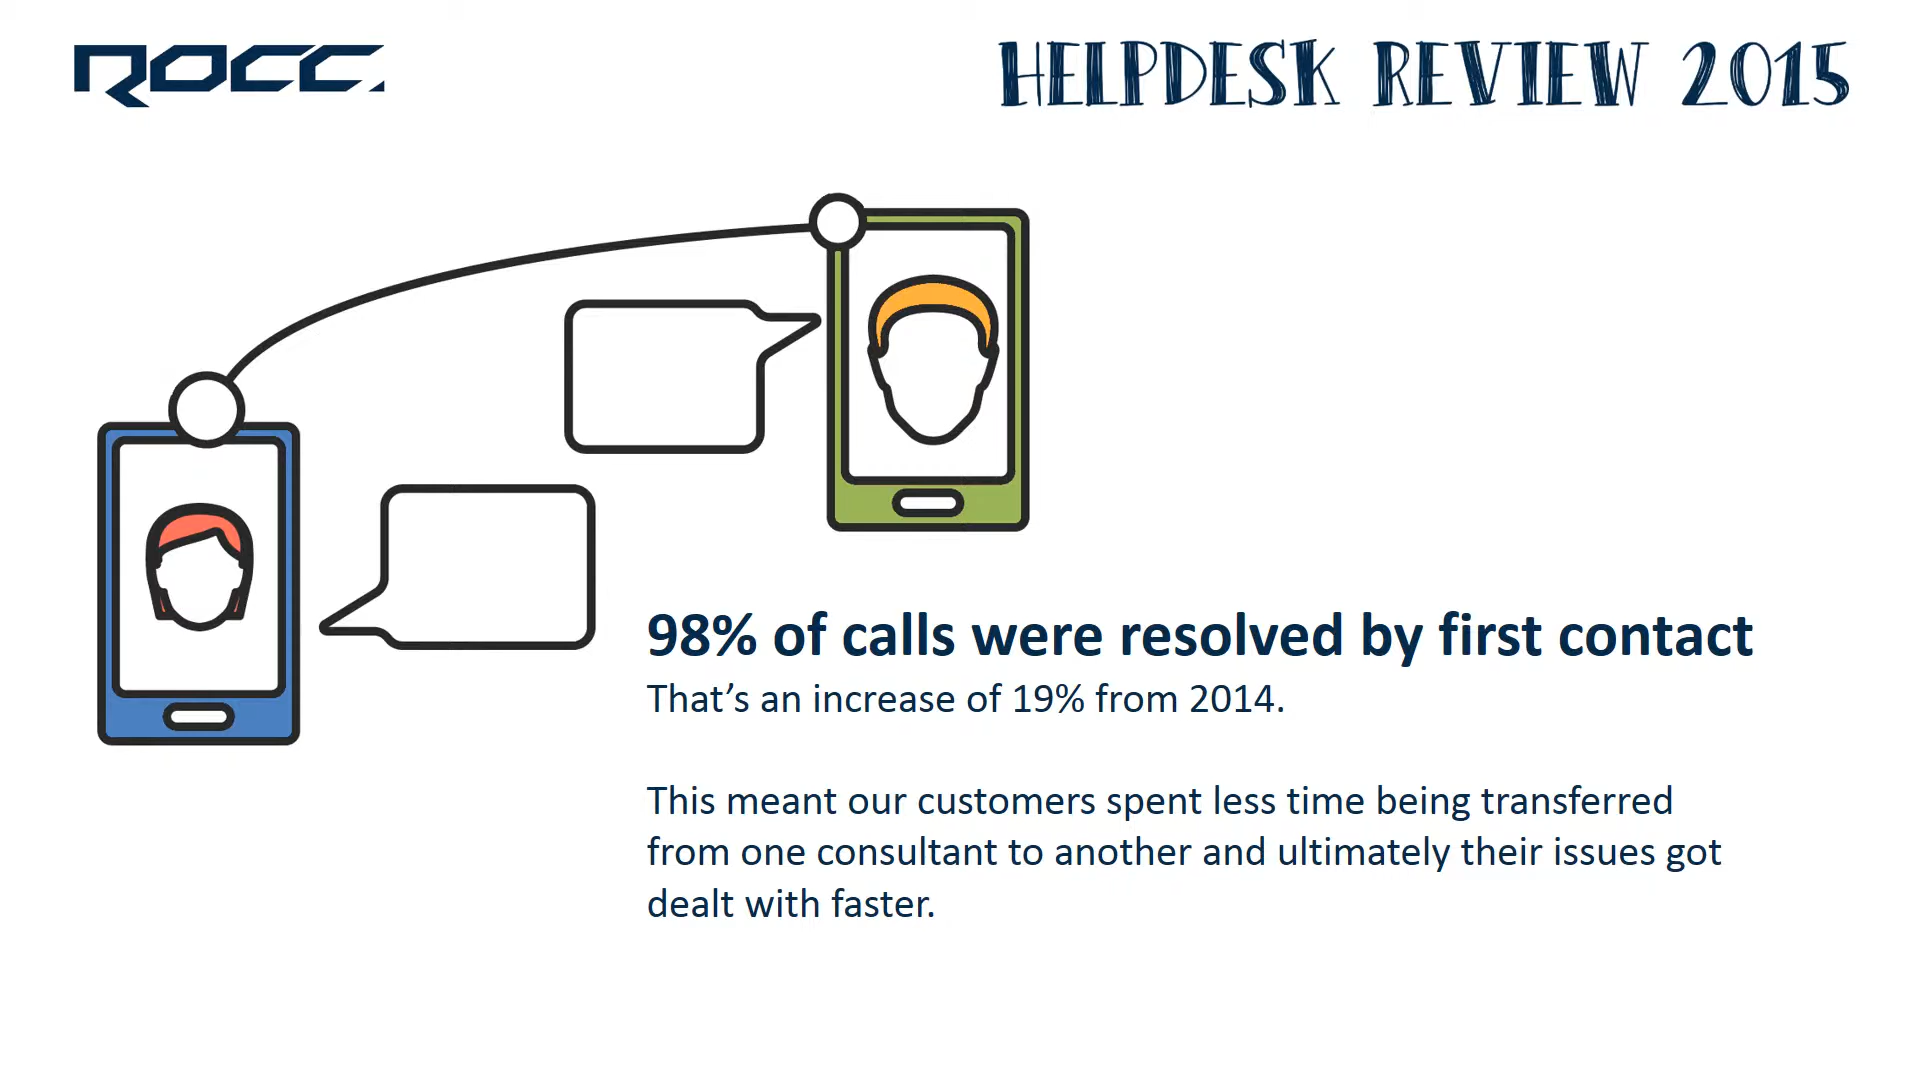 ROCC.
HELPDESK REVIEW 2015
98% of calls were resolved by first contact
That’s an increase of 19% from 2014.
This meant our customers spent less time being transferred
from one consultant to another and ultimately their issues got
dealt with faster.